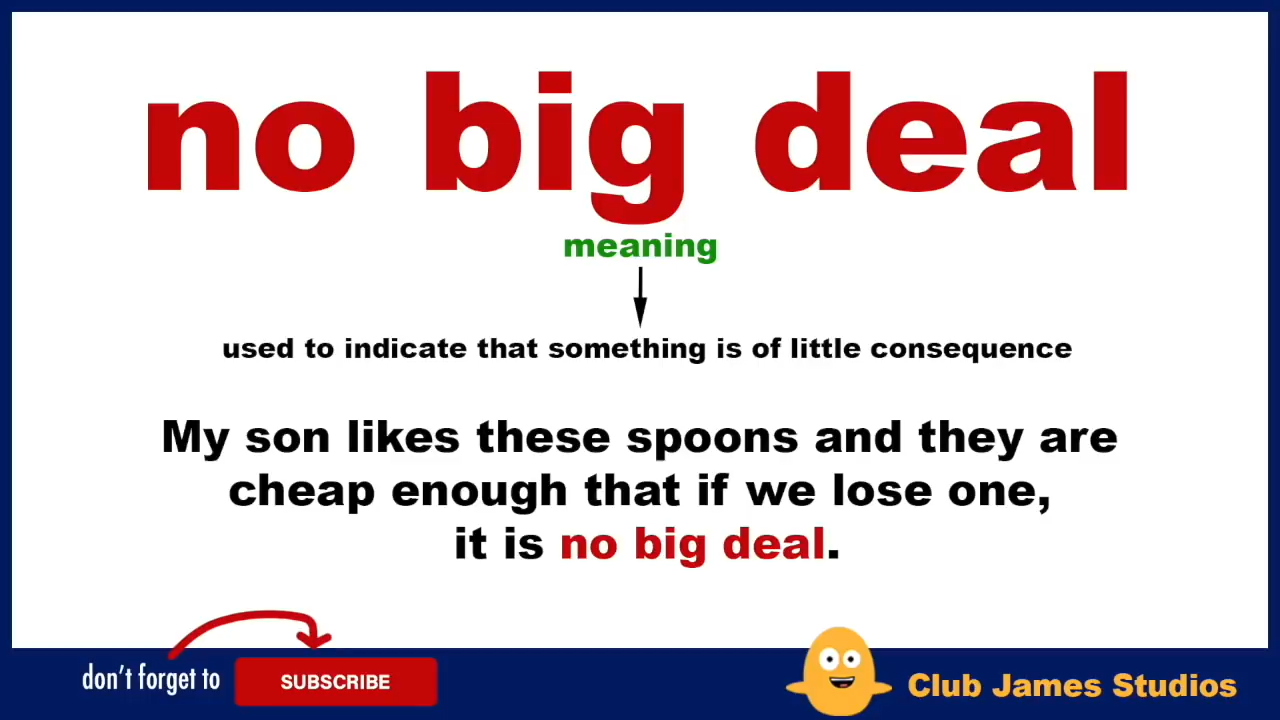 no big deal
meaning
used to indicate that something is of little consequence
My son likes these spoons and they are
cheap enough that if we lose one,
it is no big deal.
don't forget to SUBSCRIBE
Club James Studios